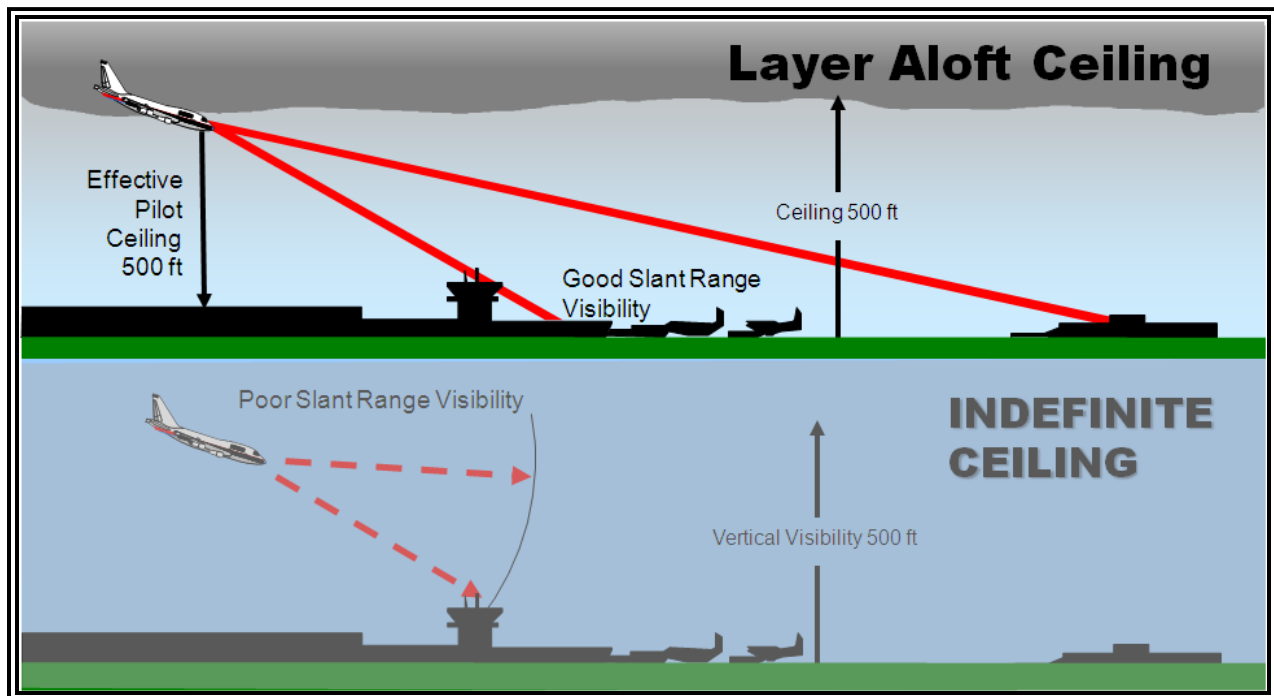 Layer Aloft Ceiling
Effective
Pilot
Ceiling
500 ft
Ceiling 500 ft
Good Slant Range
Visibility
Poor Slant Range Visibility
INDEFINITE
CEILING
Vertical Visibility 500 ft